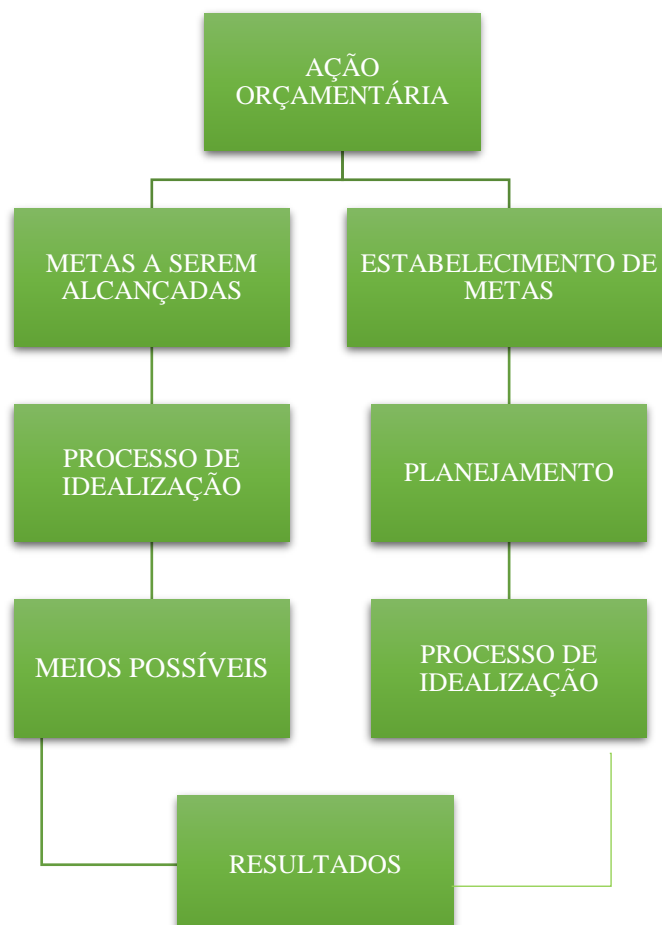 AÇÃO
ORÇAMENTÁRIA
METAS A SEREM
ALCANÇADAS
ESTABELECIMENTO DE
METAS
PROCESSO DE
IDEALIZAÇÃO
PLANEJAMENTO
MEIOS POSSÍVEIS
PROCESSO DE
IDEALIZAÇÃO
RESULTADOS